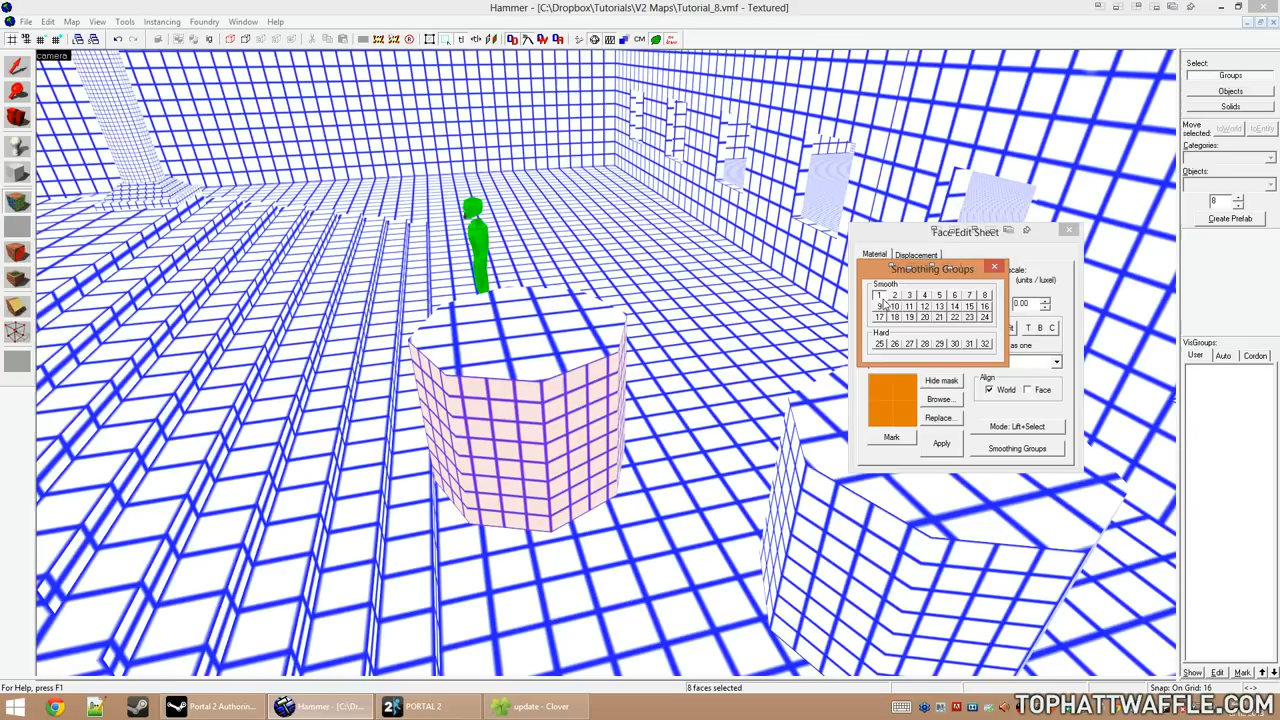 Hammer - [C:\Dropbox\Tutorials\V2 Maps\Tutorial_8.vmf - Textured]
File Edit Map View Tools Instancing Foundry Window Help
camera
Select:
Groups
Objects
Solids
Move selected:
toWorld toEntity
Categories:
Objects:
8
Create Prefab
Face Edit Sheet
Material Displacement
Smoothing Groups
Smooth
1 2 3 4 5 6 7 8
9 10 11 12 13 14 15 16
17 18 19 20 21 22 23 24
Hard
25 26 27 28 29 30 31 32
(units / luxel)
0.00
T B C
as one
Hide mask
Browse...
Replace...
Mark
Apply
Align
World Face
Mode: Lift+Select
Smoothing Groups
VisGroups:
User Auto Cordon
Show Edit Mark
For Help, press F1
8 faces selected
Snap: On Grid: 16
<->
Portal 2 Authorin...
Hammer - [C:\Dr...
PORTAL 2
update - Clover
TOPHATTWAFFLE.COM